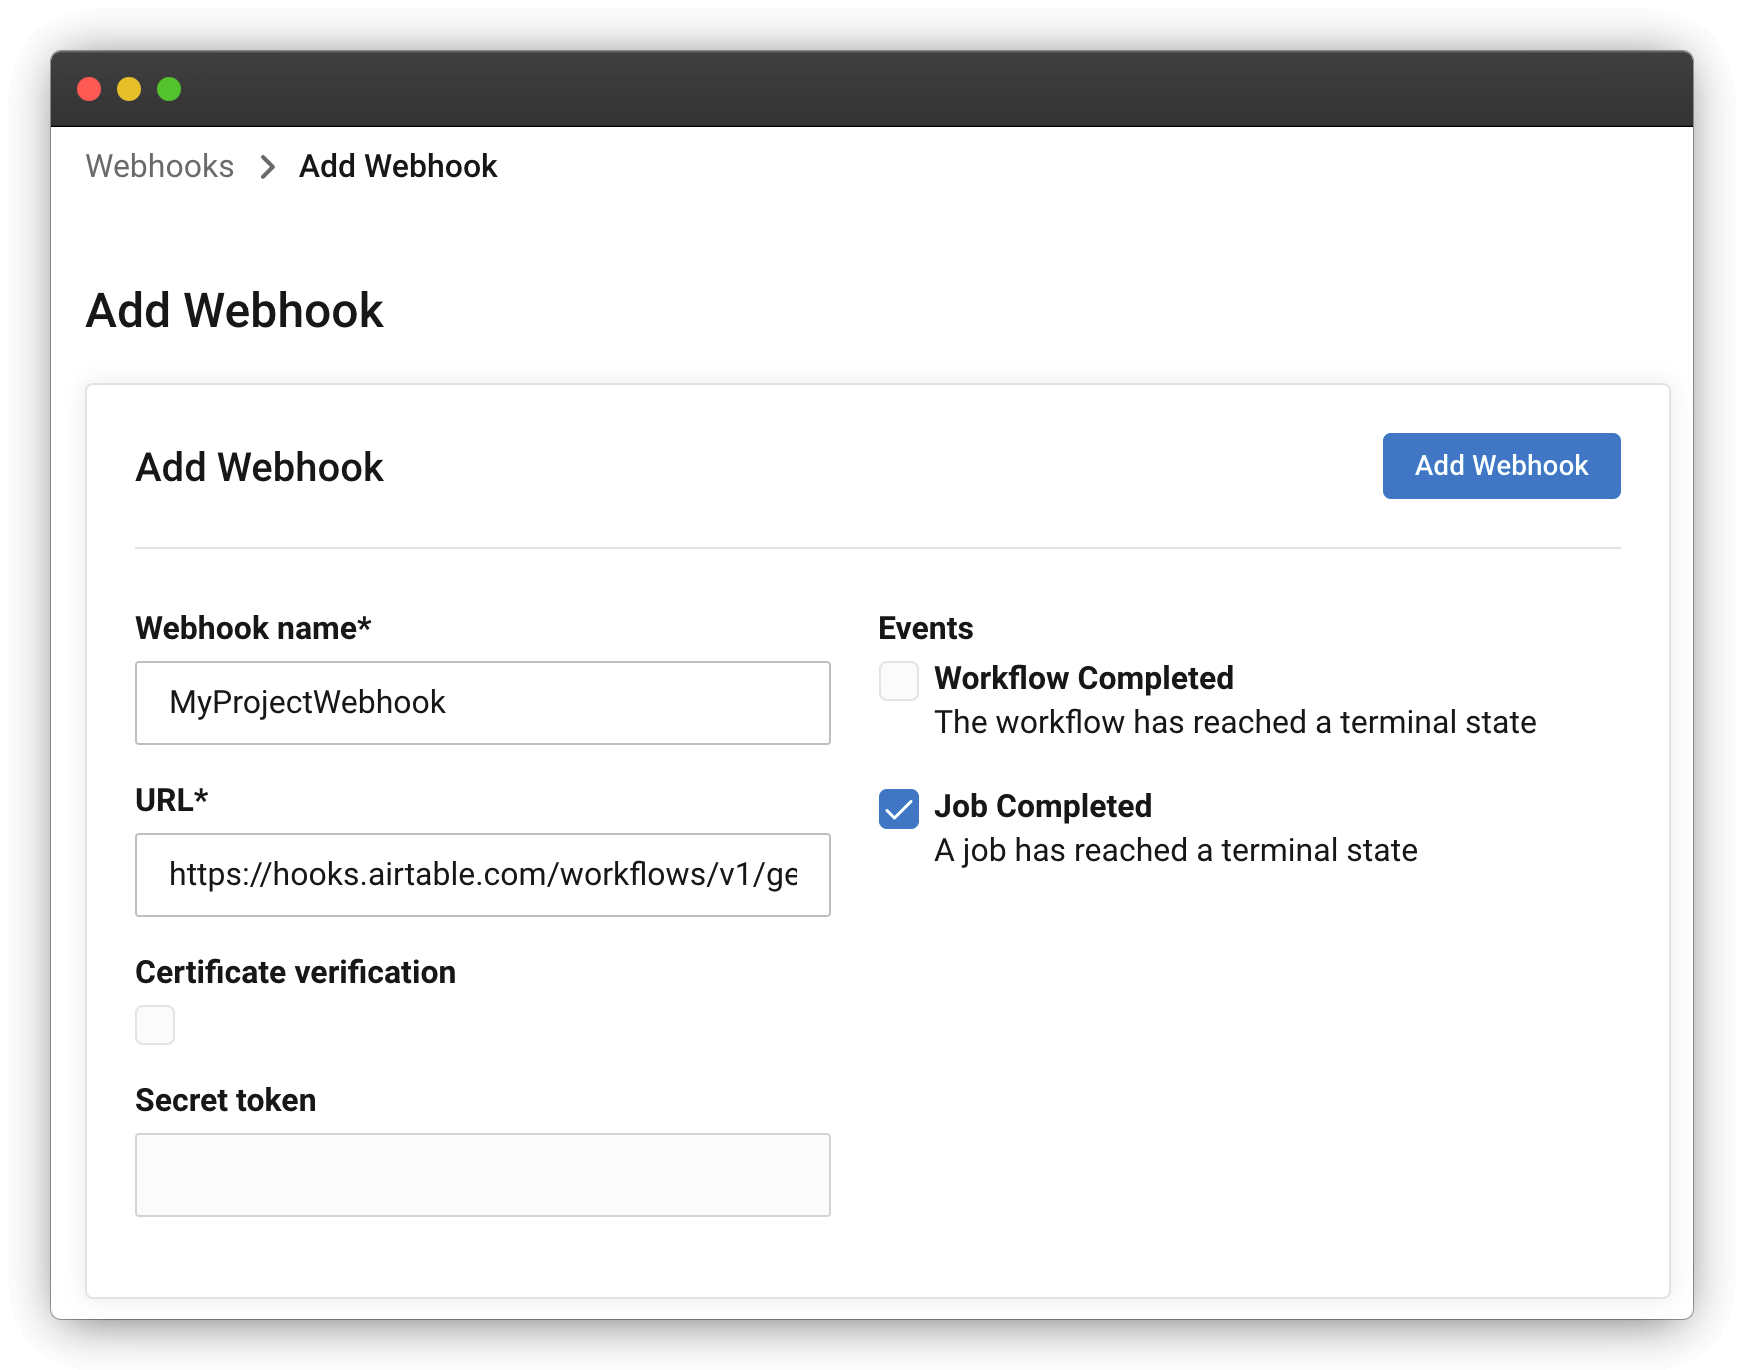 Webhooks > Add Webhook
Add Webhook
Add Webhook
Add Webhook
Webhook name*
MyProjectWebhook
URL*
https://hooks.airtable.com/workflows/v1/ge
Certificate verification
Secret token
Events
Workflow Completed
The workflow has reached a terminal state
Job Completed
A job has reached a terminal state